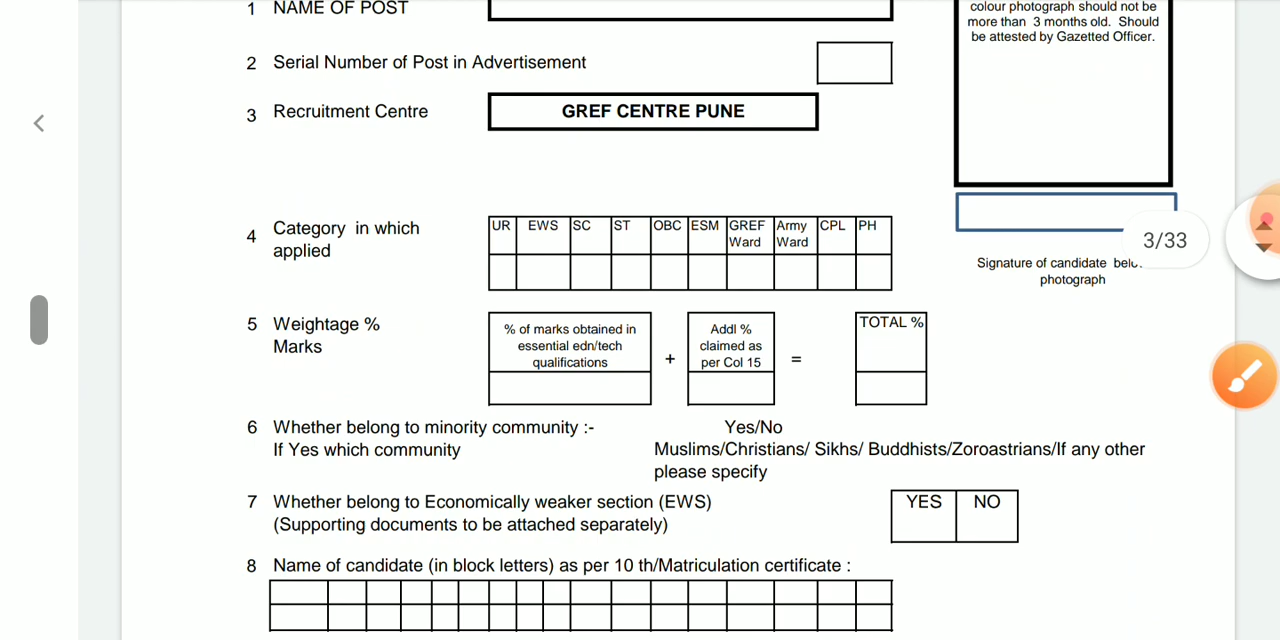 1 NAME OF POST
colour photograph should not be
more than 3 months old. Should
be attested by Gazetted Officer.
2 Serial Number of Post in Advertisement
3 Recruitment Centre GREF CENTRE PUNE
3/33
Signature of candidate
photograph
4 Category in which
applied
UR EWS SC ST OBC ESM GREF Ward Army Ward CPL PH
5 Weightage %
Marks
% of marks obtained in
essential edn/tech
qualifications
+
Addl %
claimed as
per Col 15
=
TOTAL %
6 Whether belong to minority community :- Yes/No
If Yes which community Muslims/Christians/ Sikhs/ Buddhists/Zoroastrians/If any other
please specify
7 Whether belong to Economically weaker section (EWS) YES NO
(Supporting documents to be attached separately)
8 Name of candidate (in block letters) as per 10 th/Matriculation certificate :